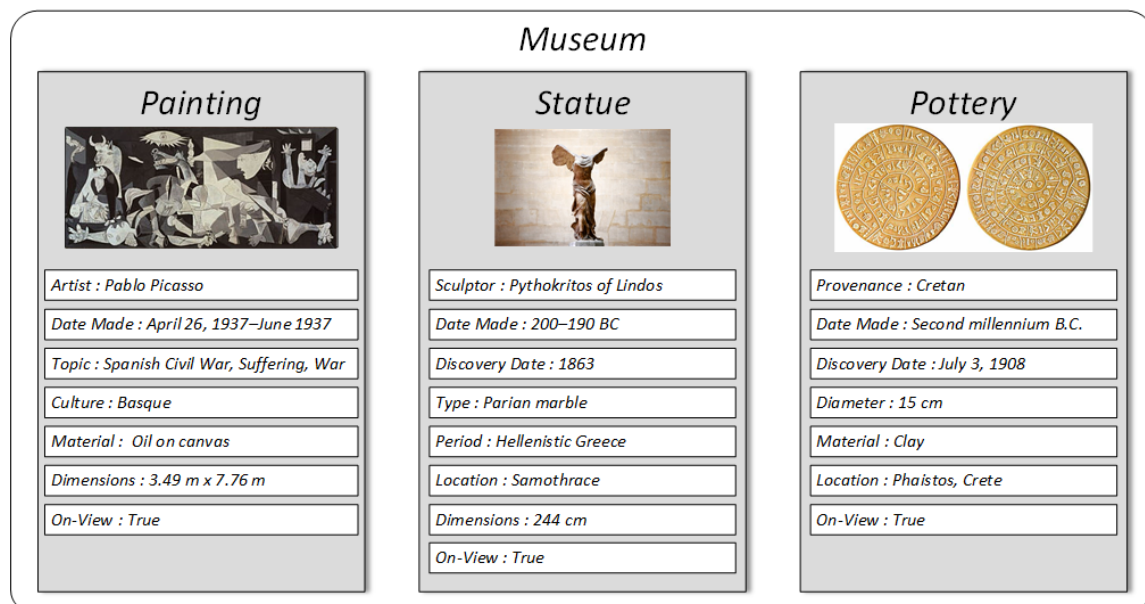 Museum
Painting
Artist : Pablo Picasso
Date Made : April 26, 1937–June 1937
Topic : Spanish Civil War, Suffering, War
Culture : Basque
Material :  Oil on canvas
Dimensions : 3.49 m x 7.76 m
On-View : True
Statue
Sculptor : Pythokritos of Lindos
Date Made : 200–190 BC
Discovery Date : 1863
Type : Parian marble
Period : Hellenistic Greece
Location : Samothrace
Dimensions : 244 cm
On-View : True
Pottery
Provenance : Cretan
Date Made : Second millennium B.C.
Discovery Date : July 3, 1908
Diameter : 15 cm
Material : Clay
Location : Phaistos, Crete
On-View : True